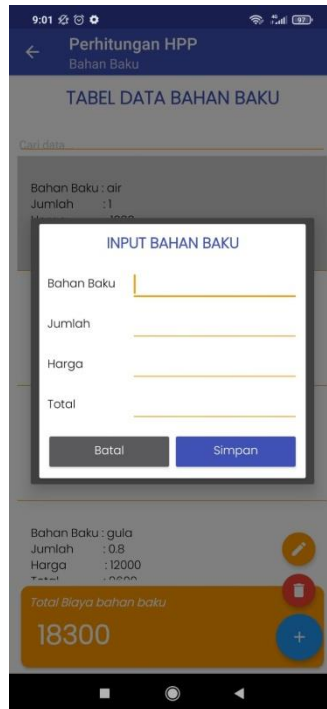 9:01
97
Perhitungan HPP
Bahan Baku
TABEL DATA BAHAN BAKU
Cari data...
Bahan Baku : air
Jumlah :1
INPUT BAHAN BAKU
Bahan Baku
Jumlah
Harga
Total
Batal Simpan
Bahan Baku : gula
Jumlah : 0.8
Harga : 12000
Total : 9600
Total Biaya bahan baku
18300
+